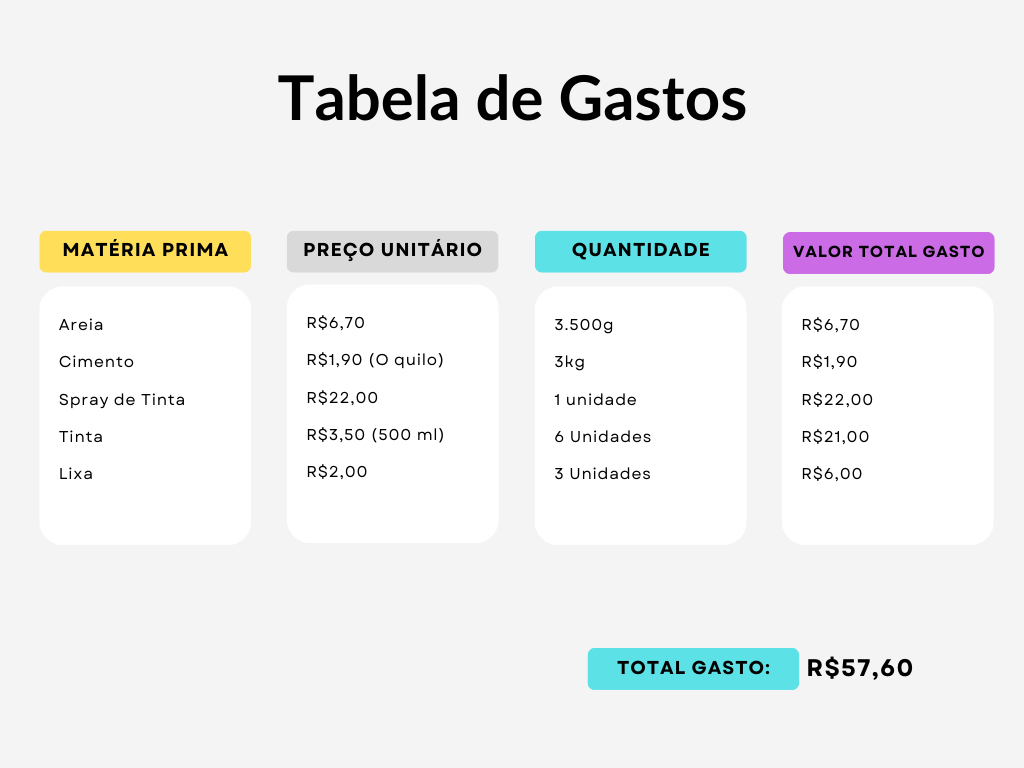 Tabela de Gastos
MATÉRIA PRIMA PREÇO UNITÁRIO QUANTIDADE VALOR TOTAL GASTO
Areia R$6,70 3.500g R$6,70
Cimento R$1,90 (O quilo) 3kg R$1,90
Spray de Tinta R$22,00 1 unidade R$22,00
Tinta R$3,50 (500 ml) 6 Unidades R$21,00
Lixa R$2,00 3 Unidades R$6,00
TOTAL GASTO: R$57,60